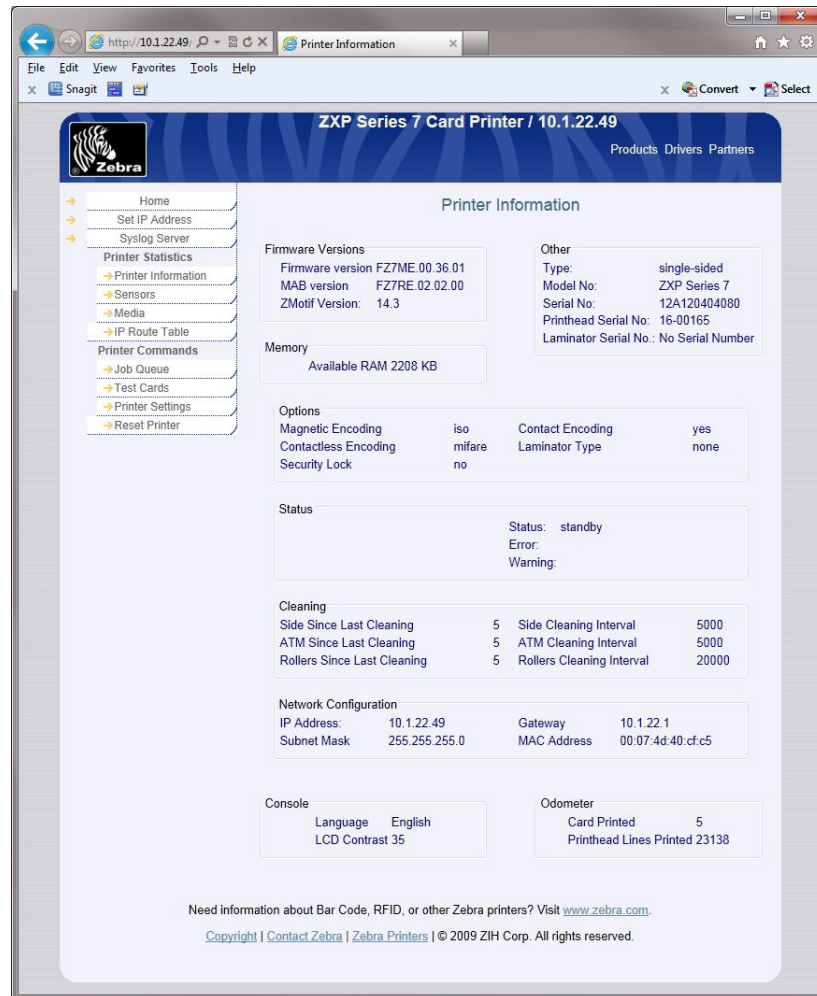 http://10.1.22.49/
Printer Information
File Edit View Favorites Tools Help
x Snagit
x Convert Select
ZXP Series 7 Card Printer / 10.1.22.49
Zebra
®
Products Drivers Partners
Home
Set IP Address
Syslog Server
Printer Statistics
Printer Information
Sensors
Media
IP Route Table
Printer Commands
Job Queue
Test Cards
Printer Settings
Reset Printer
Printer Information
Firmware Versions
Firmware version FZ7ME.00.36.01
MAB version FZ7RE.02.02.00
ZMotif Version: 14.3
Other
Type: single-sided
Model No: ZXP Series 7
Serial No: 12A120404080
Printhead Serial No: 16-00165
Laminator Serial No.: No Serial Number
Memory
Available RAM 2208 KB
Options
Magnetic Encoding iso Contact Encoding yes
Contactless Encoding mifare Laminator Type none
Security Lock no
Status
Status: standby
Error:
Warning:
Cleaning
Side Since Last Cleaning 5 Side Cleaning Interval 5000
ATM Since Last Cleaning 5 ATM Cleaning Interval 5000
Rollers Since Last Cleaning 5 Rollers Cleaning Interval 20000
Network Configuration
IP Address: 10.1.22.49 Gateway 10.1.22.1
Subnet Mask 255.255.255.0 MAC Address 00:07:4d:40:cf:c5
Console
Language English
LCD Contrast 35
Odometer
Card Printed 5
Printhead Lines Printed 23138
Need information about Bar Code, RFID, or other Zebra printers? Visit www.zebra.com.
Copyright | Contact Zebra | Zebra Printers | © 2009 ZIH Corp. All rights reserved.